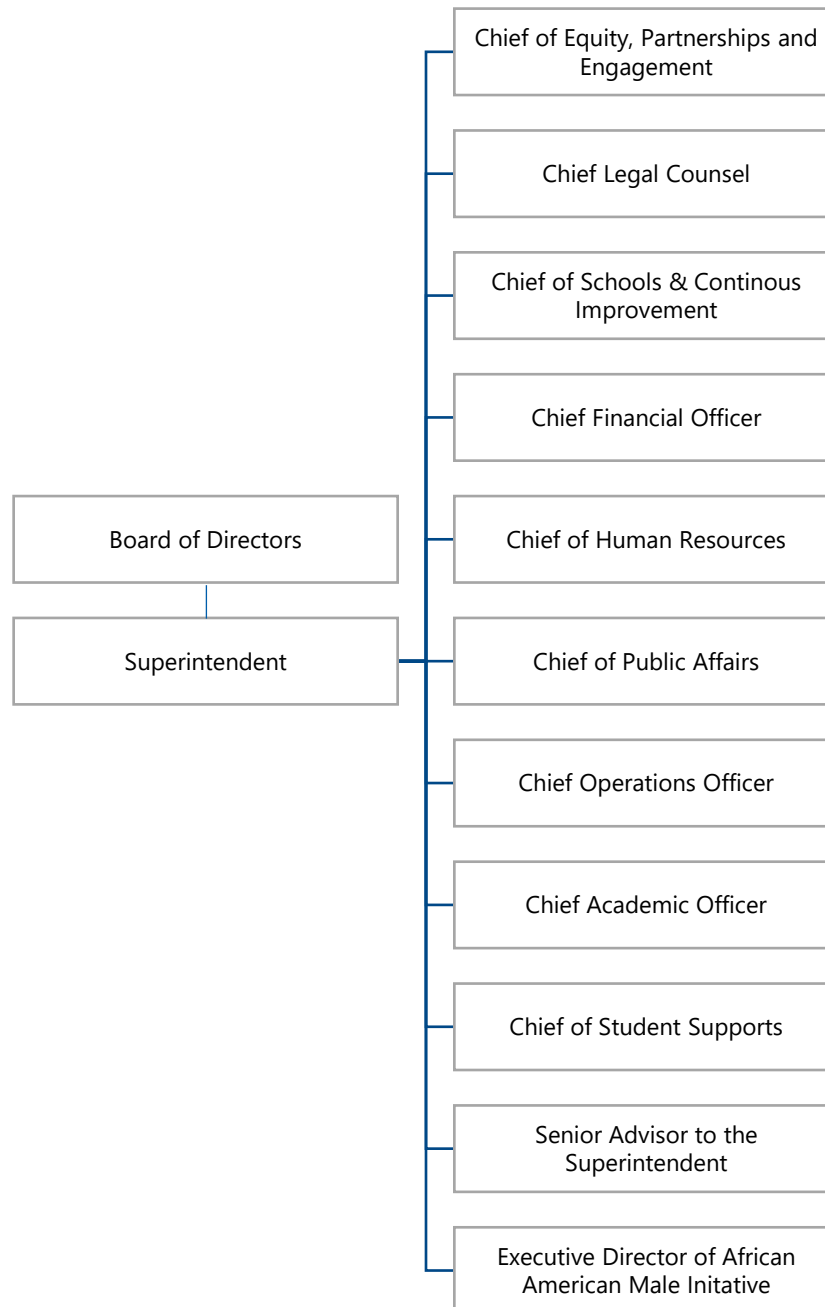 Chief of Equity, Partnerships and
Engagement
Chief Legal Counsel
Chief of Schools & Continous
Improvement
Chief Financial Officer
Board of Directors
Chief of Human Resources
Superintendent
Chief of Public Affairs
Chief Operations Officer
Chief Academic Officer
Chief of Student Supports
Senior Advisor to the
Superintendent
Executive Director of African
American Male Initative